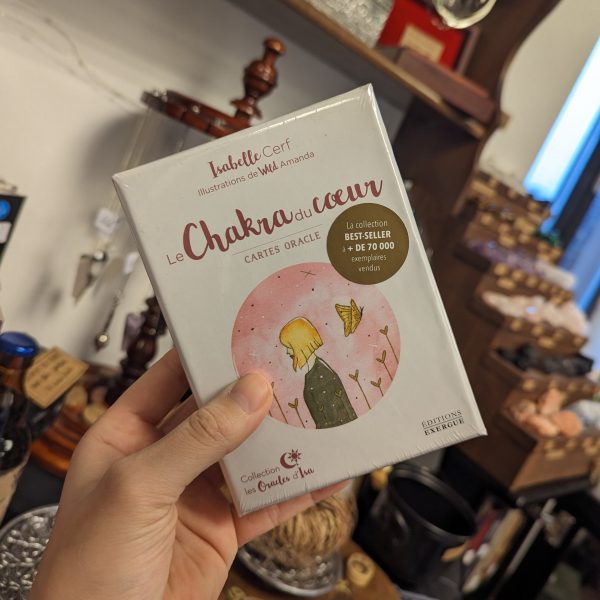 Isabelle Cerf
Illustrations de Wild Amanda
Le Chakra du cœur
CARTES ORACLE
La collection
BEST-SELLER
à + DE 70 000
exemplaires
vendus
Collection
les Oracles d'Isa
ÉDITIONS
EXERGUE